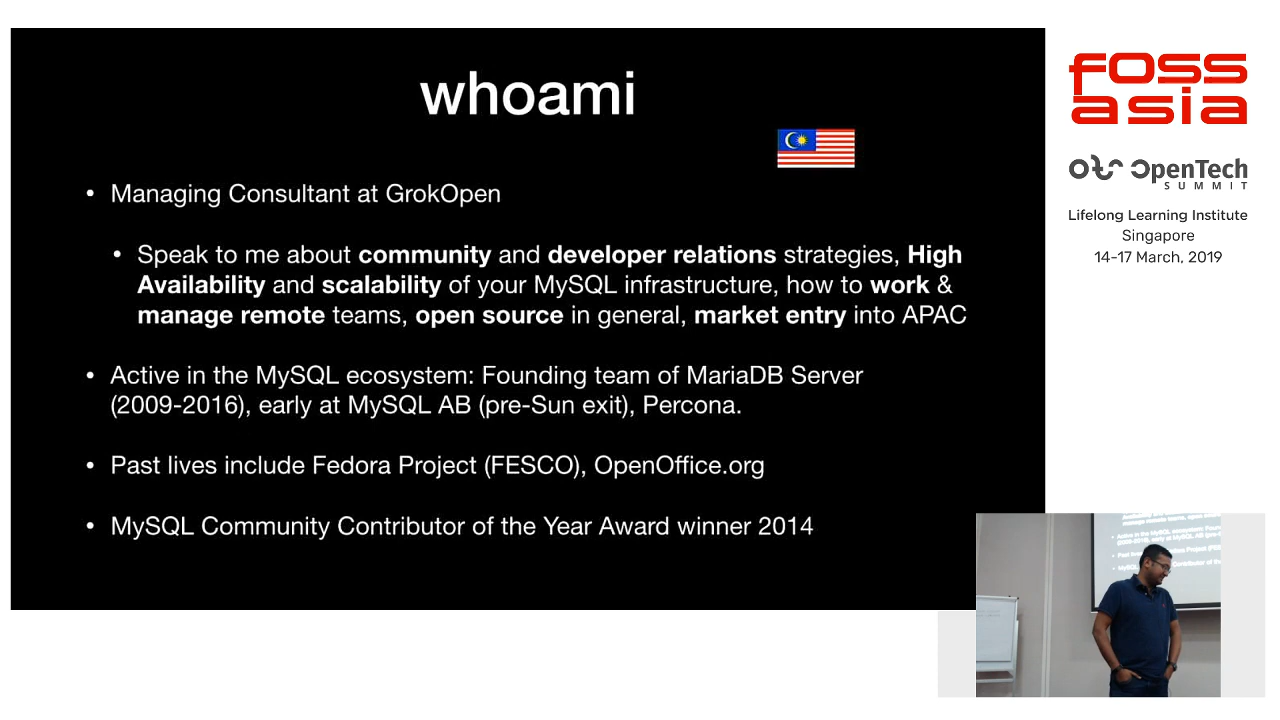 whoami
• Managing Consultant at GrokOpen
• Speak to me about community and developer relations strategies, High
Availability and scalability of your MySQL infrastructure, how to work &
manage remote teams, open source in general, market entry into APAC
• Active in the MySQL ecosystem: Founding team of MariaDB Server
(2009-2016), early at MySQL AB (pre-Sun exit), Percona.
• Past lives include Fedora Project (FESCO), OpenOffice.org
• MySQL Community Contributor of the Year Award winner 2014
FOSS
asia
OpenTech
SUMMIT
Lifelong Learning Institute
Singapore
14-17 March, 2019